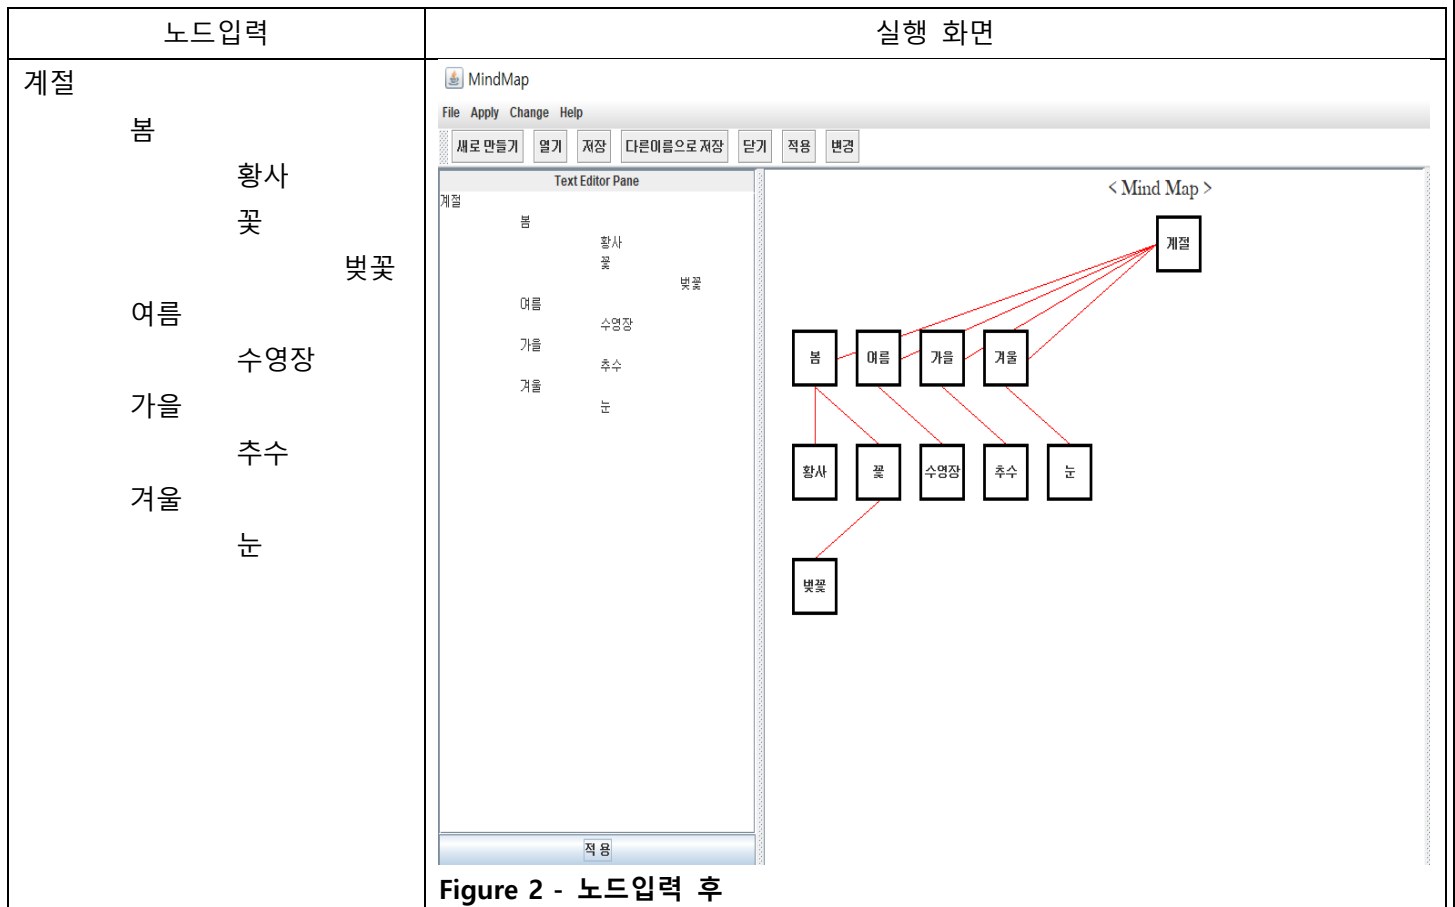 노드입력
실행 화면
계절
봄
황사
꽃
벚꽃
여름
수영장
가을
추수
겨울
눈
MindMap
File Apply Change Help
새로 만들기 열기 저장 다른이름으로 저장 닫기 적용 변경
Text Editor Pane
계절
봄
황사
꽃
벚꽃
여름
수영장
가을
추수
겨울
눈
적 용
< Mind Map >
계절
봄 여름 가을 겨울
황사 꽃 수영장 추수 눈
벚꽃
Figure 2 - 노드입력 후